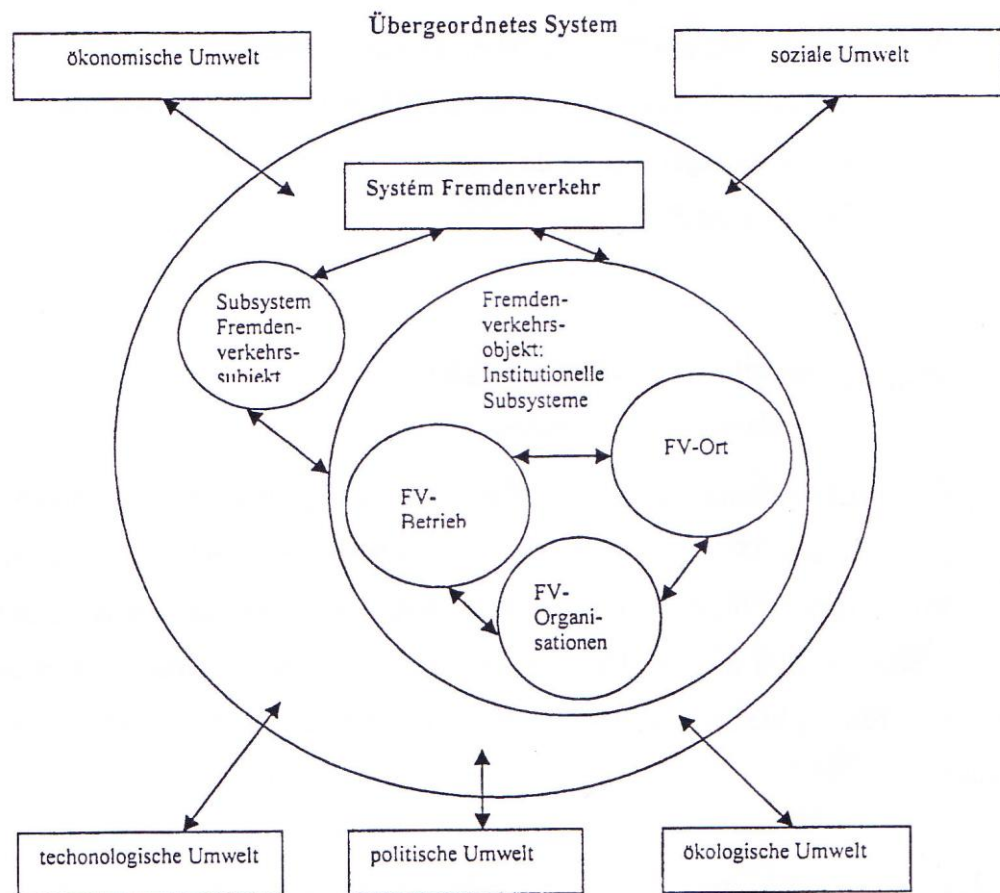 Übergeordnetes System
ökonomische Umwelt
soziale Umwelt
Systém Fremdenverkehr
Subsystem
Fremden-
verkehrs-
subjekt
Fremden-
verkehrs-
objekt:
Institutionelle
Subsysteme
FV-Ort
FV-
Betrieb
FV-
Organi-
sationen
techonologische Umwelt
politische Umwelt
ökologische Umwelt